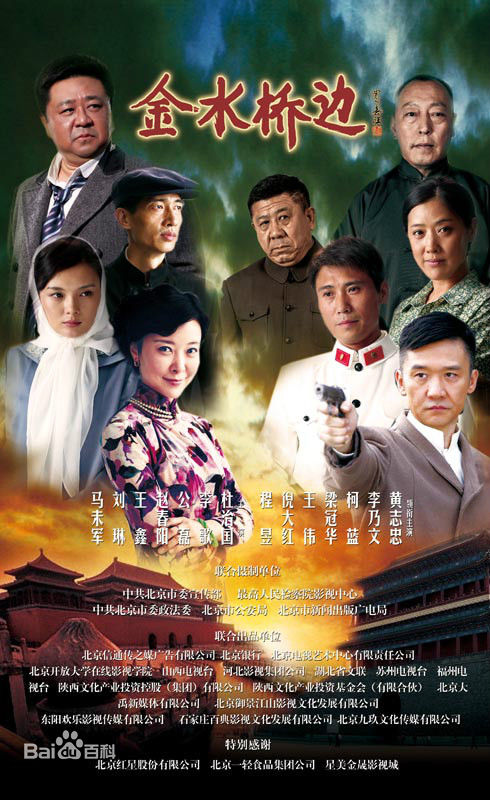 金水桥边
领衔主演
黄志忠
李乃文
柯蓝
梁冠华
王伟
倪大红
程昱
杜治国
李歌
公磊
赵春阳
王鑫
刘琳
马未军
联合摄制单位
中共北京市委宣传部 最高人民检察院影视中心
中共北京市委政法委 北京市公安局 北京市新闻出版广电局
联合出品单位
北京信通传之媒广告有限公司 北京银行 北京电视艺术中心有限责任公司
北京开放大学在线影视学院 山西电视台 河北影视集团公司 湖北省文联 苏州电视台 福州电
视台 陕西文化产业投资控股（集团）有限公司 陕西文化产业投资基金会（有限合伙） 北京大
禹新媒体有限公司 北京御景江山影视文化发展有限公司
东阳欢乐影视传媒有限公司 石家庄百典影视文化发展有限公司 北京九玖文化传媒有限公司
特别感谢
北京红星股份有限公司 北京一轻食品集团公司 星美金晟影视城
Bai du 百科